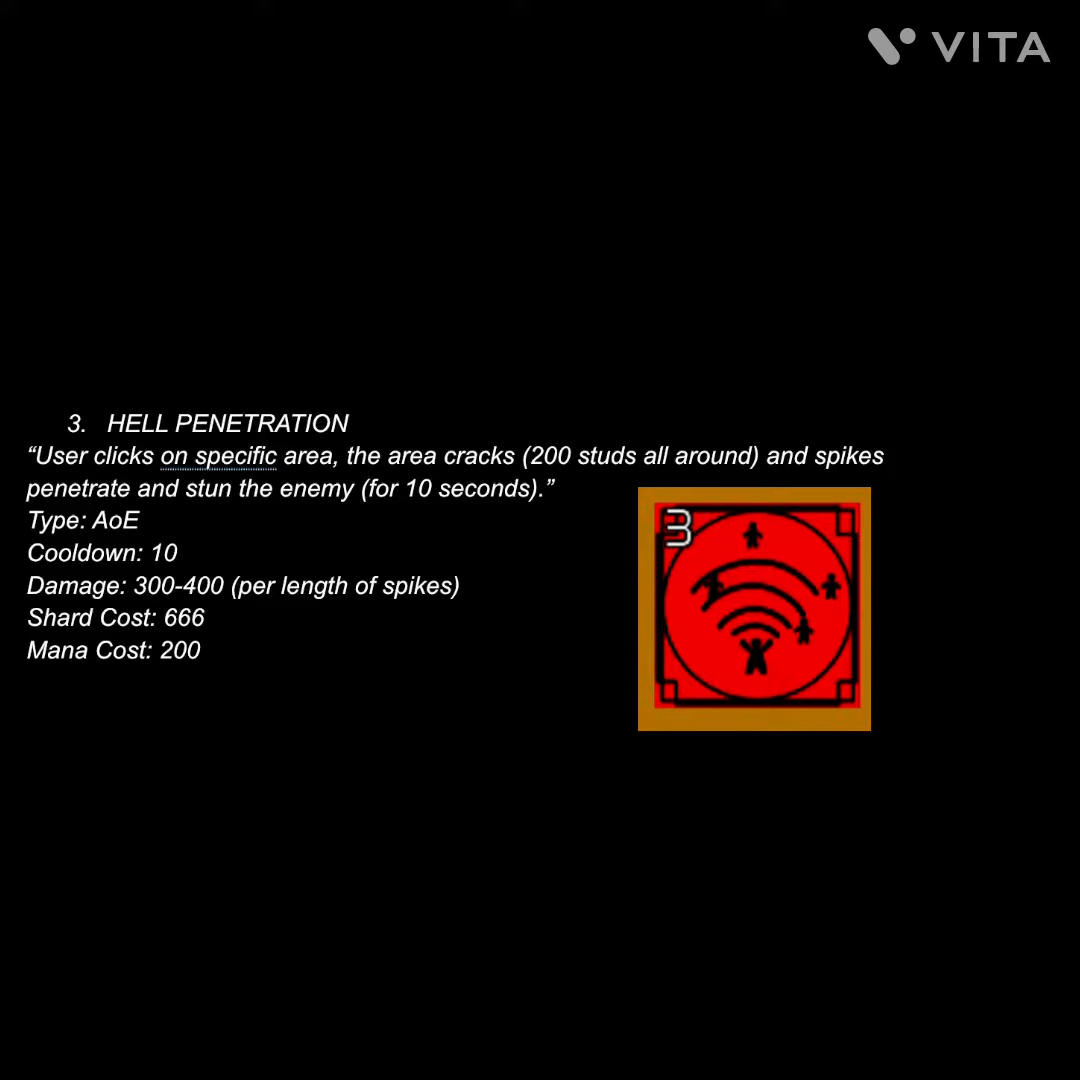 VITA
3. HELL PENETRATION
“User clicks on specific area, the area cracks (200 studs all around) and spikes
penetrate and stun the enemy (for 10 seconds).”
Type: AoE
Cooldown: 10
Damage: 300-400 (per length of spikes)
Shard Cost: 666
Mana Cost: 200
3